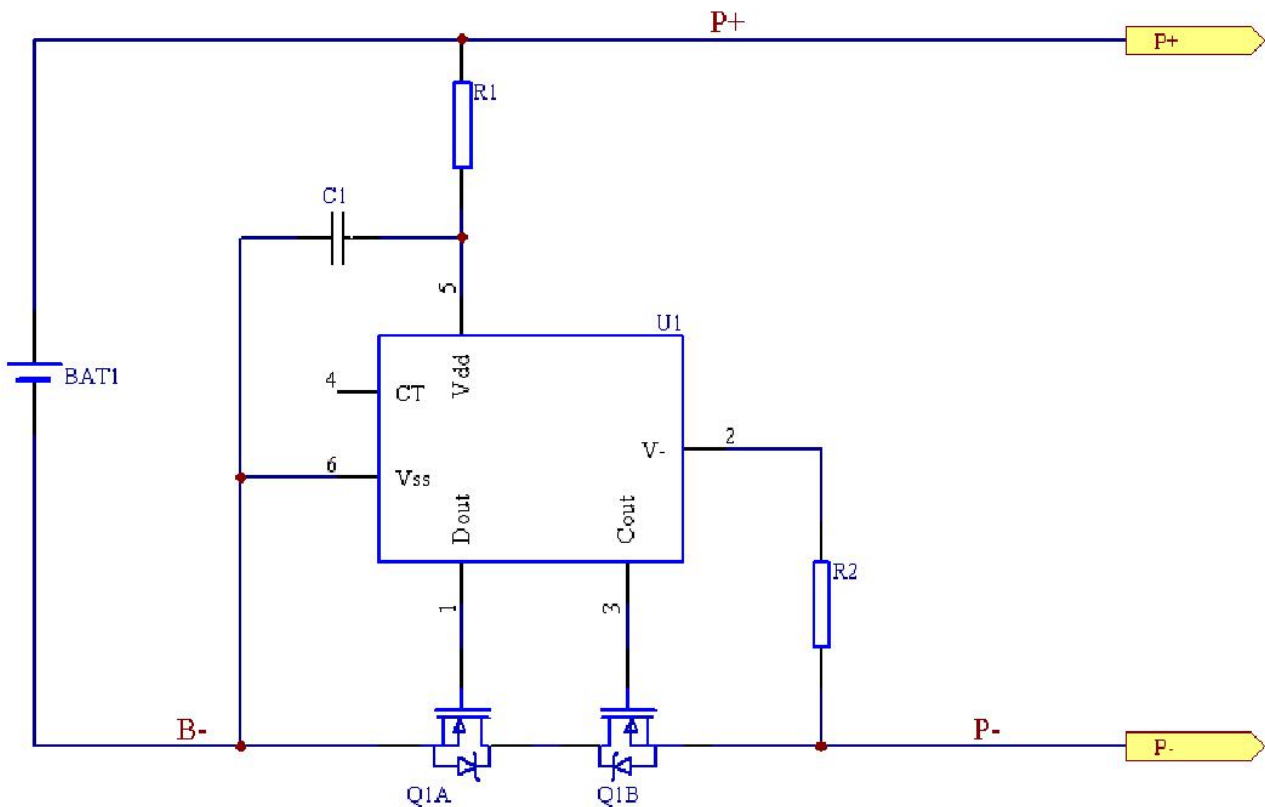 P+
P+
R1
C1
5
U1
BAT1
4
CT
Vdd
V-
2
6
Vss
Dout
Cout
R2
1
3
B-
P-
P-
Q1A
Q1B